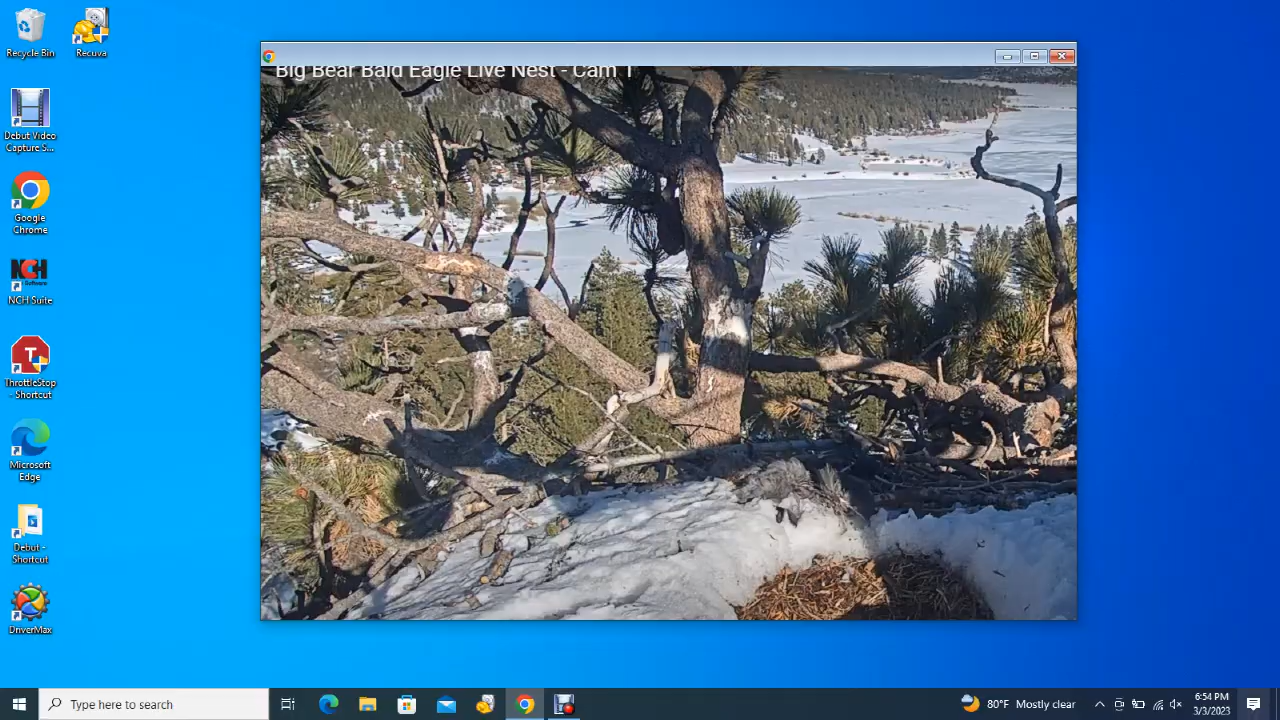 Recycle Bin
Recuva
Debut Video
Capture S...
Google
Chrome
NCH
Software
NCH Suite
ThrottleStop
- Shortcut
Microsoft
Edge
Debut -
Shortcut
DriverMax
Big Bear Bald Eagle Live Nest - Cam 1
Type here to search
80°F Mostly clear
6:54 PM
3/3/2023